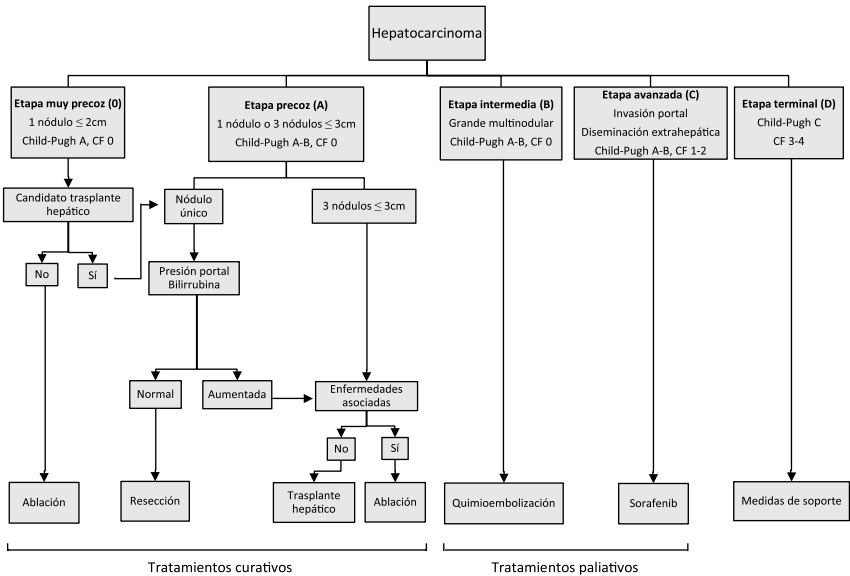 Hepatocarcinoma
Etapa muy precoz (0)
1 nódulo ≤ 2cm
Child-Pugh A, CF 0
Etapa precoz (A)
1 nódulo o 3 nódulos ≤ 3cm
Child-Pugh A-B, CF 0
Etapa intermedia (B)
Grande multinodular
Child-Pugh A-B, CF 0
Etapa avanzada (C)
Invasión portal
Diseminación extrahepática
Child-Pugh A-B, CF 1-2
Etapa terminal (D)
Child-Pugh C
CF 3-4
Candidato trasplante
hepático
Nódulo
único
3 nódulos ≤ 3cm
No
Sí
Presión portal
Bilirrubina
Normal
Aumentada
Enfermedades
asociadas
No
Sí
Ablación
Resección
Trasplante
hepático
Ablación
Quimioembolización
Sorafenib
Medidas de soporte
Tratamientos curativos
Tratamientos paliativos